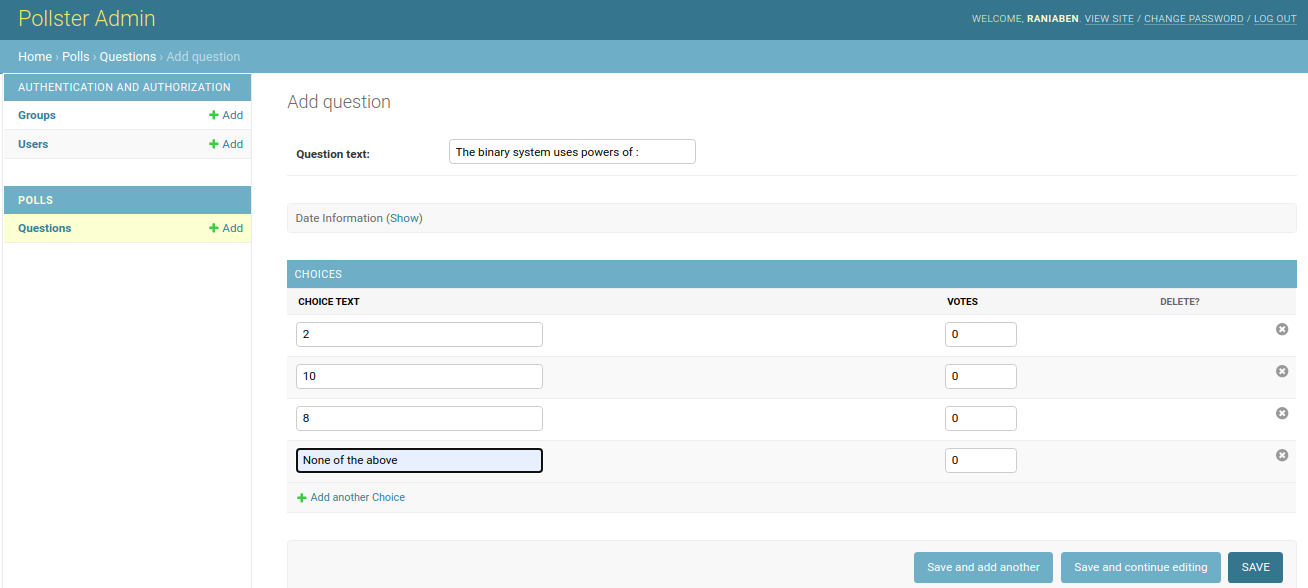 Pollster Admin
WELCOME, RANIABEN. VIEW SITE / CHANGE PASSWORD / LOG OUT
Home › Polls › Questions › Add question
AUTHENTICATION AND AUTHORIZATION
Groups
Add
Users
Add
POLLS
Questions
Add
Add question
Question text:
The binary system uses powers of :
Date Information (Show)
CHOICES
CHOICE TEXT VOTES DELETE?
2 0
10 0
8 0
None of the above 0
Add another Choice
Save and add another
Save and continue editing
SAVE